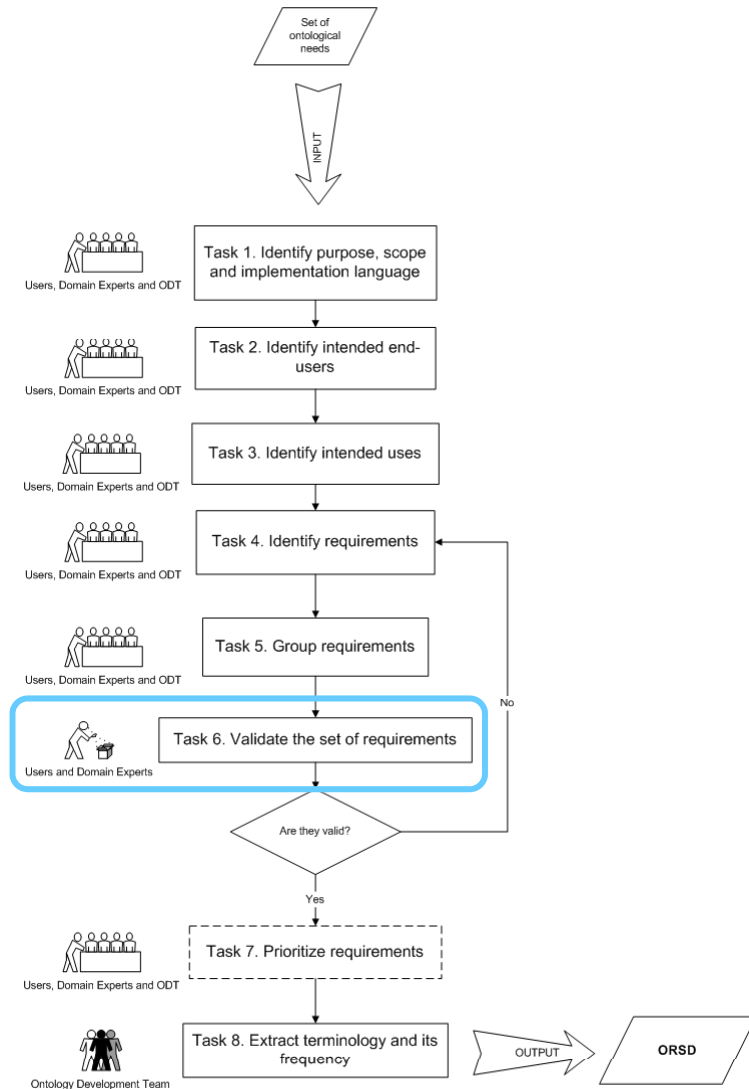 Set of
ontological
needs
INPUT
Task 1. Identify purpose, scope
and implementation language
Users, Domain Experts and ODT
Task 2. Identify intended end-
users
Users, Domain Experts and ODT
Task 3. Identify intended uses
Users, Domain Experts and ODT
Task 4. Identify requirements
Users, Domain Experts and ODT
Task 5. Group requirements
Users, Domain Experts and ODT
No
Task 6. Validate the set of requirements
Users and Domain Experts
Are they valid?
Yes
Task 7. Prioritize requirements
Users, Domain Experts and ODT
Task 8. Extract terminology and its
frequency
Ontology Development Team
OUTPUT
ORSD